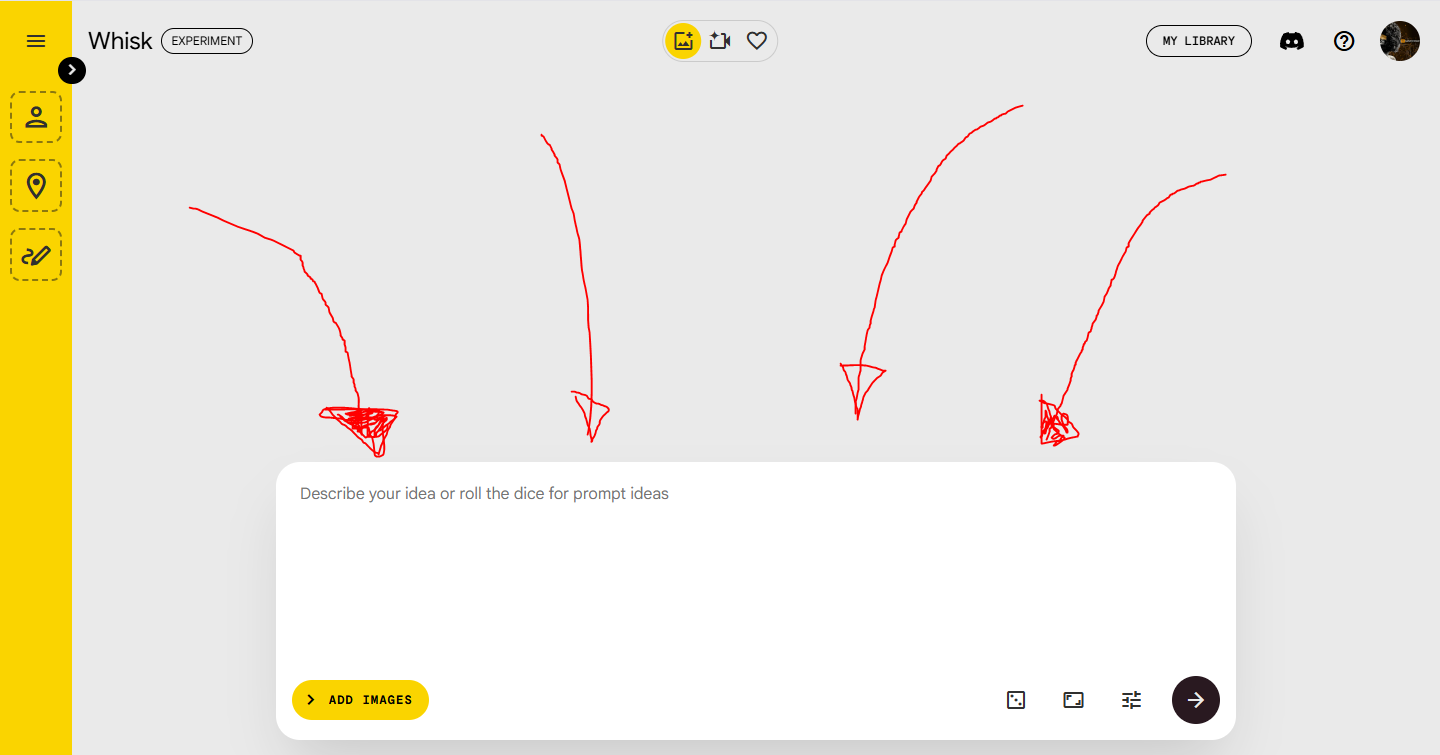 Whisk
EXPERIMENT
MY LIBRARY
Describe your idea or roll the dice for prompt ideas
ADD IMAGES